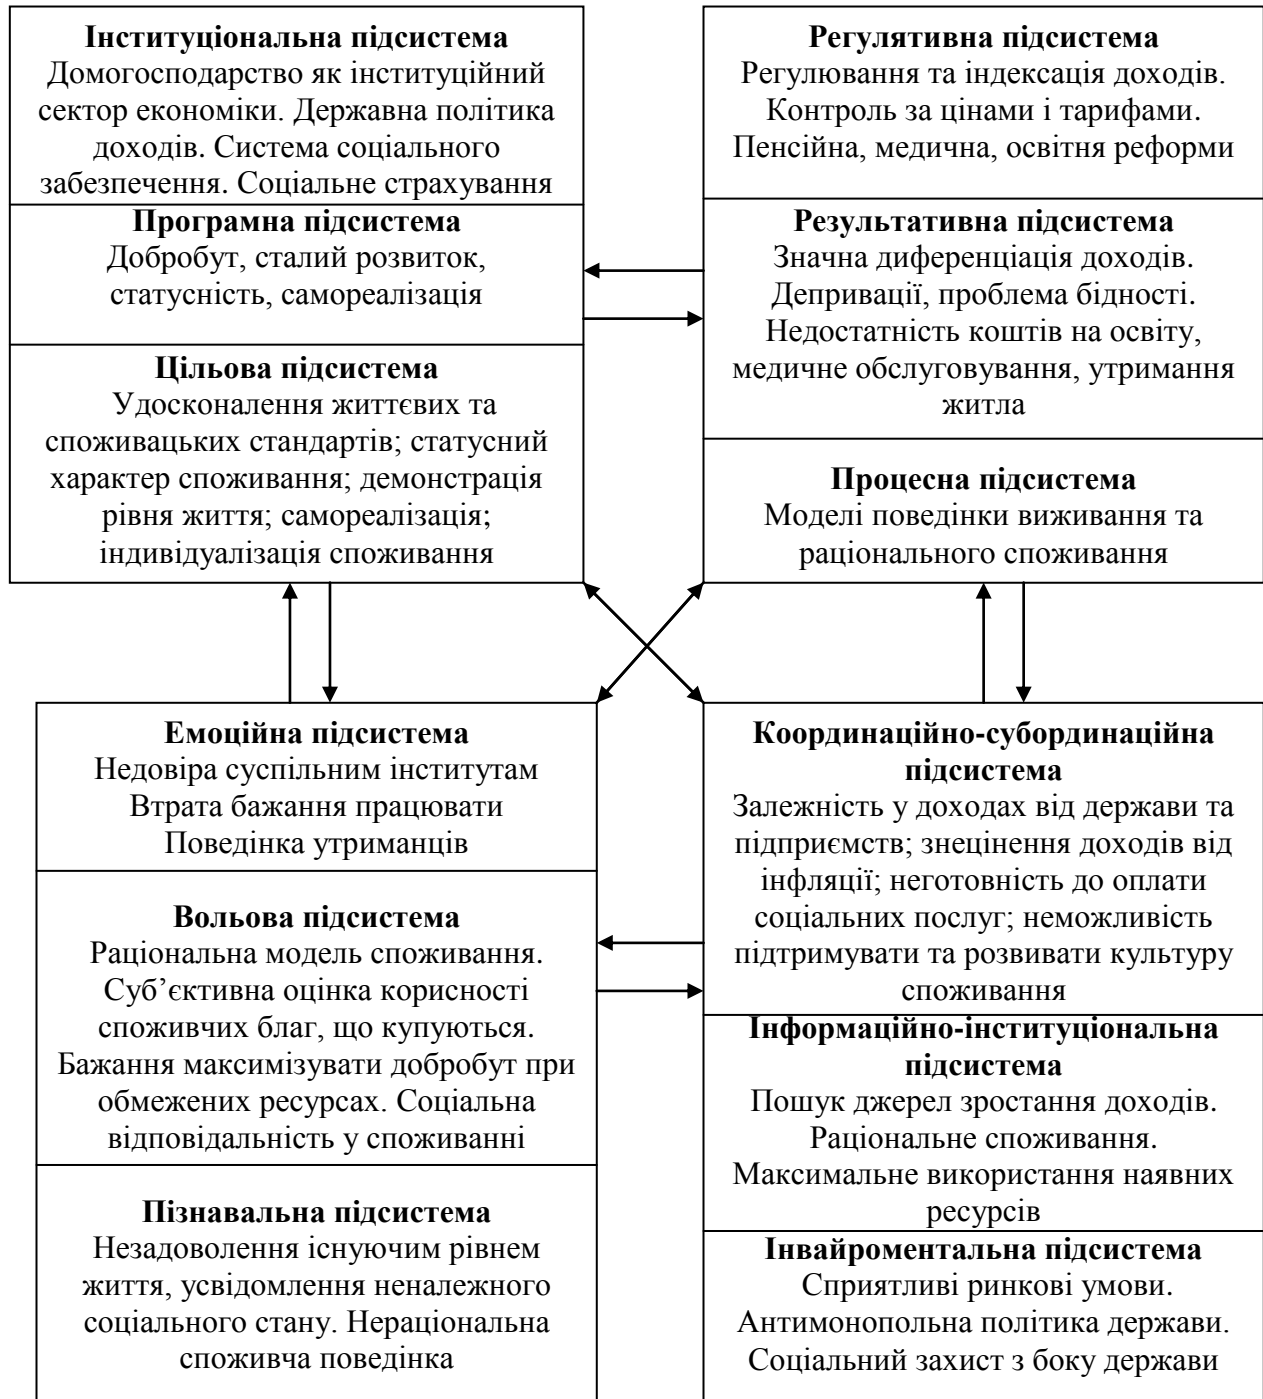 Інституціональна підсистема
Домогосподарство як інституційний
сектор економіки. Державна політика
доходів. Система соціального
забезпечення. Соціальне страхування
Програмна підсистема
Добробут, сталий розвиток,
статусність, самореалізація
Цільова підсистема
Удосконалення життєвих та
споживацьких стандартів; статусний
характер споживання; демонстрація
рівня життя; самореалізація;
індивідуалізація споживання
Регулятивна підсистема
Регулювання та індексація доходів.
Контроль за цінами і тарифами.
Пенсійна, медична, освітня реформи
Результативна підсистема
Значна диференціація доходів.
Депривації, проблема бідності.
Недостатність коштів на освіту,
медичне обслуговування, утримання
житла
Процесна підсистема
Моделі поведінки виживання та
раціонального споживання
Емоційна підсистема
Недовіра суспільним інститутам
Втрата бажання працювати
Поведінка утриманців
Вольова підсистема
Раціональна модель споживання.
Суб’єктивна оцінка корисності
споживчих благ, що купуються.
Бажання максимізувати добробут при
обмежених ресурсах. Соціальна
відповідальність у споживанні
Пізнавальна підсистема
Незадоволення існуючим рівнем
життя, усвідомлення неналежного
соціального стану. Нераціональна
споживча поведінка
Координаційно-субординаційна
підсистема
Залежність у доходах від держави та
підприємств; знецінення доходів від
інфляції; неготовність до оплати
соціальних послуг; неможливість
підтримувати та розвивати культуру
споживання
Інформаційно-інституціональна
підсистема
Пошук джерел зростання доходів.
Раціональне споживання.
Максимальне використання наявних
ресурсів
Інвайроментальна підсистема
Сприятливі ринкові умови.
Антимонопольна політика держави.
Соціальний захист з боку держави